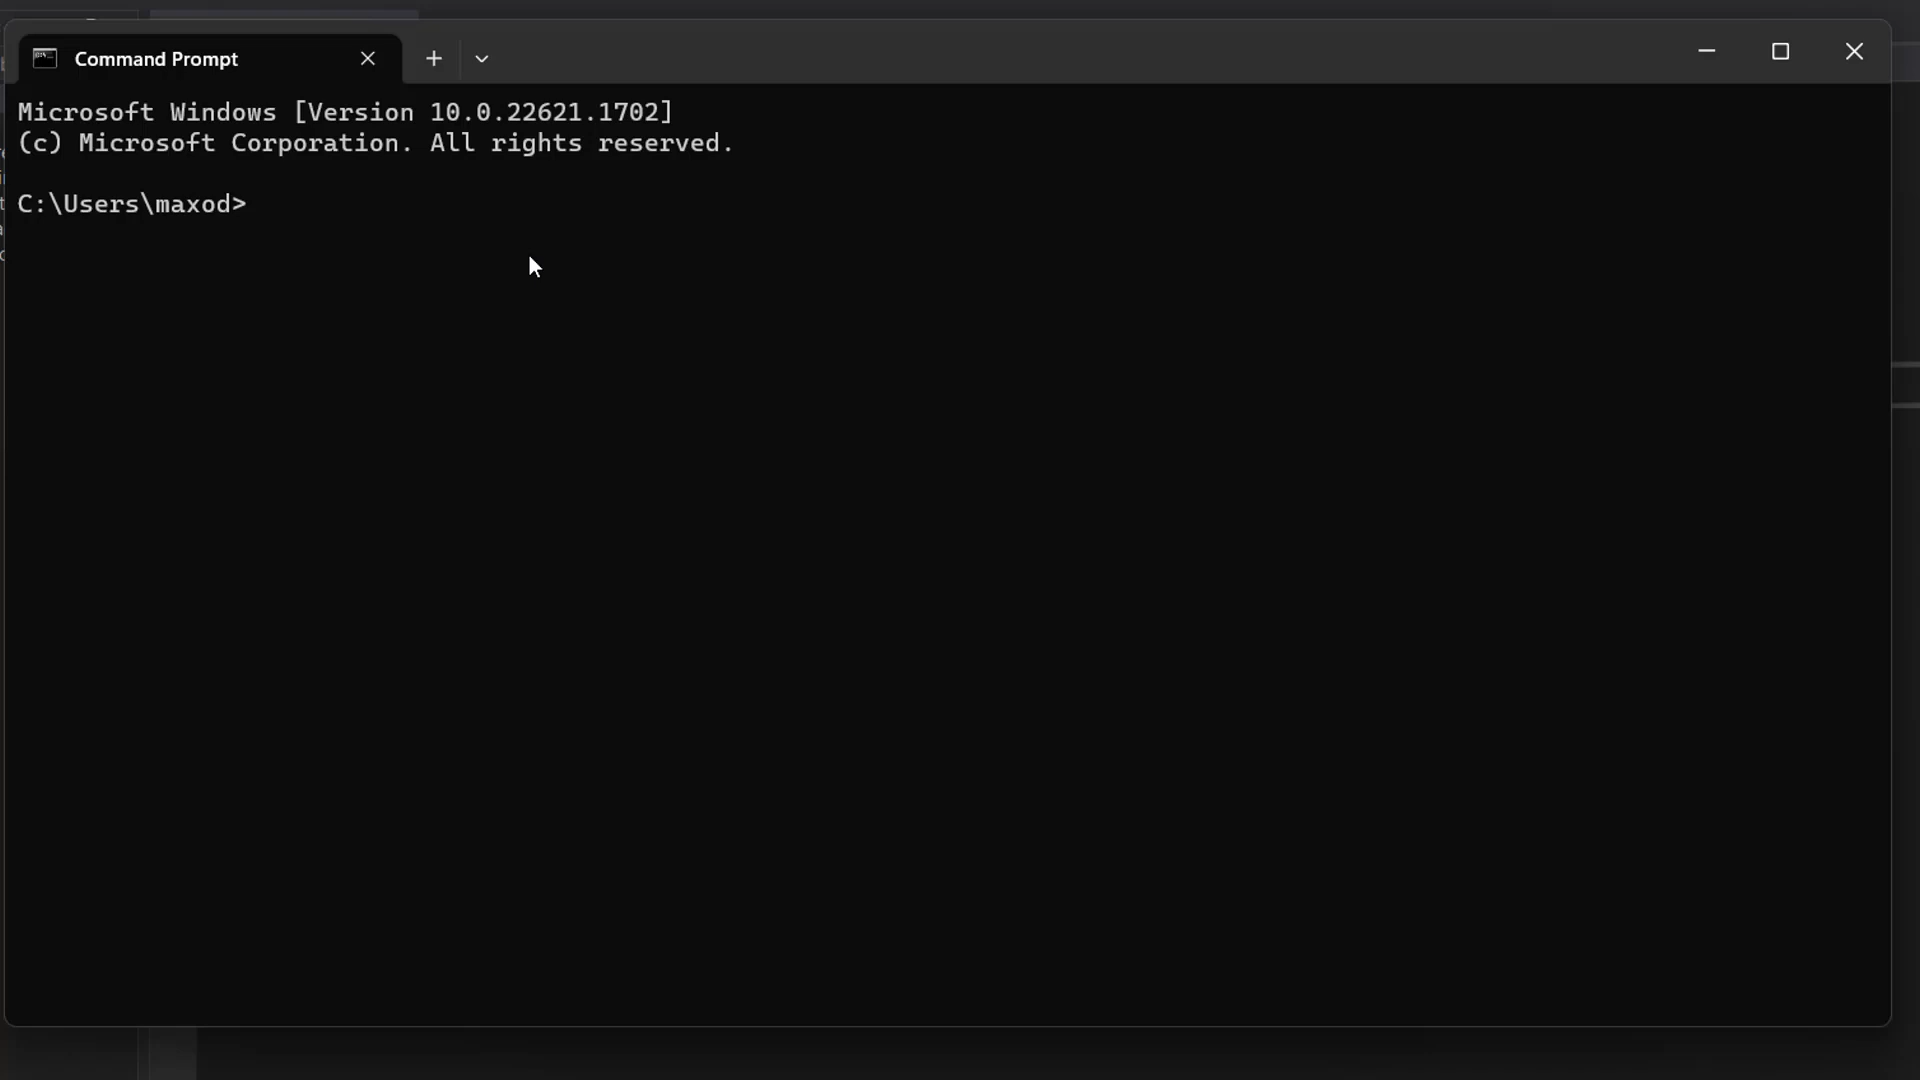 Command Prompt
Microsoft Windows [Version 10.0.22621.1702]
(c) Microsoft Corporation. All rights reserved.
C:\Users\maxod>